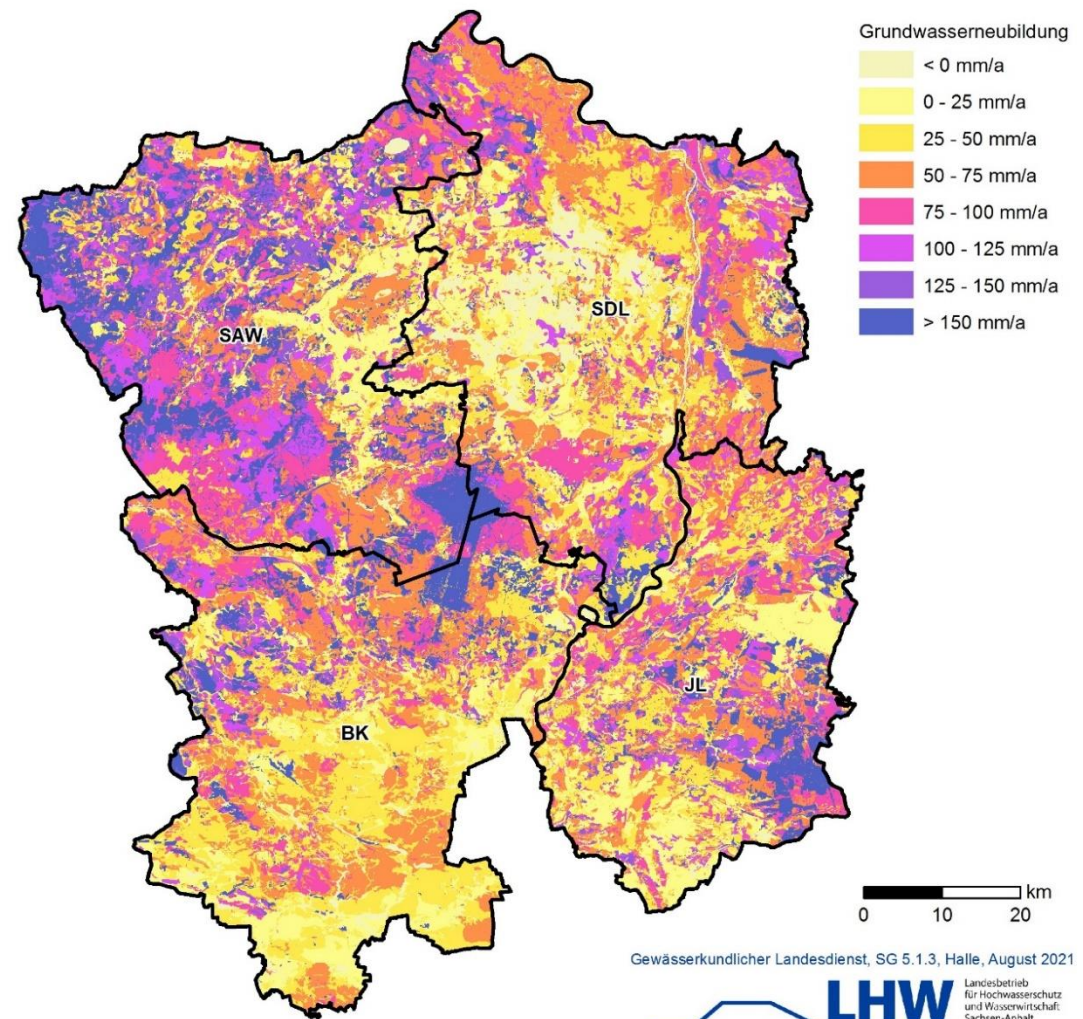 Grundwasserneubildung
< 0 mm/a
0 - 25 mm/a
25 - 50 mm/a
50 - 75 mm/a
75 - 100 mm/a
100 - 125 mm/a
125 - 150 mm/a
> 150 mm/a
SDL
SAW
JL
BK
km
0 10 20
Gewässerkundlicher Landesdienst, SG 5.1.3, Halle, August 2021
LHW
Landesbetrieb
für Hochwasserschutz
und Wasserwirtschaft
Sachsen-Anhalt